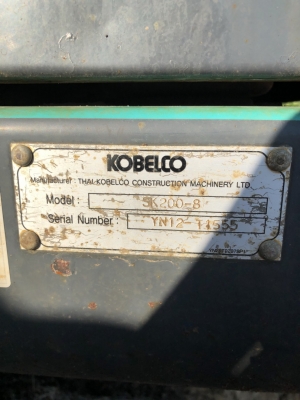 KOBELCO
Manufacturer : THAI KOBELCO CONSTRUCTION MACHINERY LTD.
Model : SK200-8
Serial Number : YN12-T1555